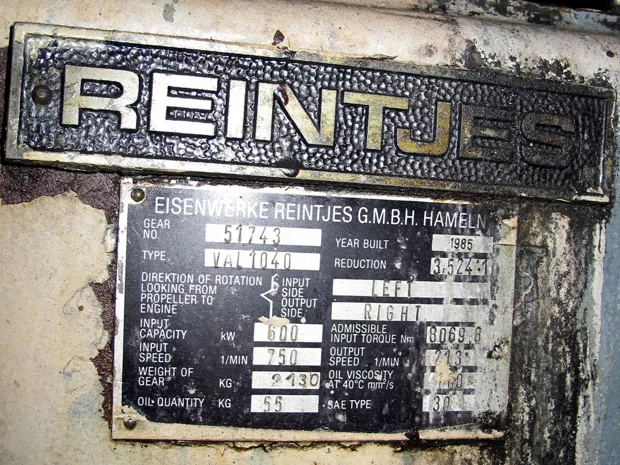 REINTJES
EISENWERKE REINTJES G.M.B.H. HAMELN
GEAR NO. 51743 YEAR BUILT 1985
TYPE VAL1040 REDUCTION 3,524:1
DIREKTION OF ROTATION LOOKING FROM PROPELLER TO ENGINE
INPUT SIDE LEFT
OUTPUT SIDE RIGHT
INPUT CAPACITY kW 600 ADMISSIBLE INPUT TORQUE Nm 8069.8
INPUT SPEED 1/MIN 750 OUTPUT SPEED 1/MIN 213
WEIGHT OF GEAR KG 2130 OIL VISCOSITY AT 40°C mm²/s
OIL QUANTITY KG 55 SAE TYPE 30